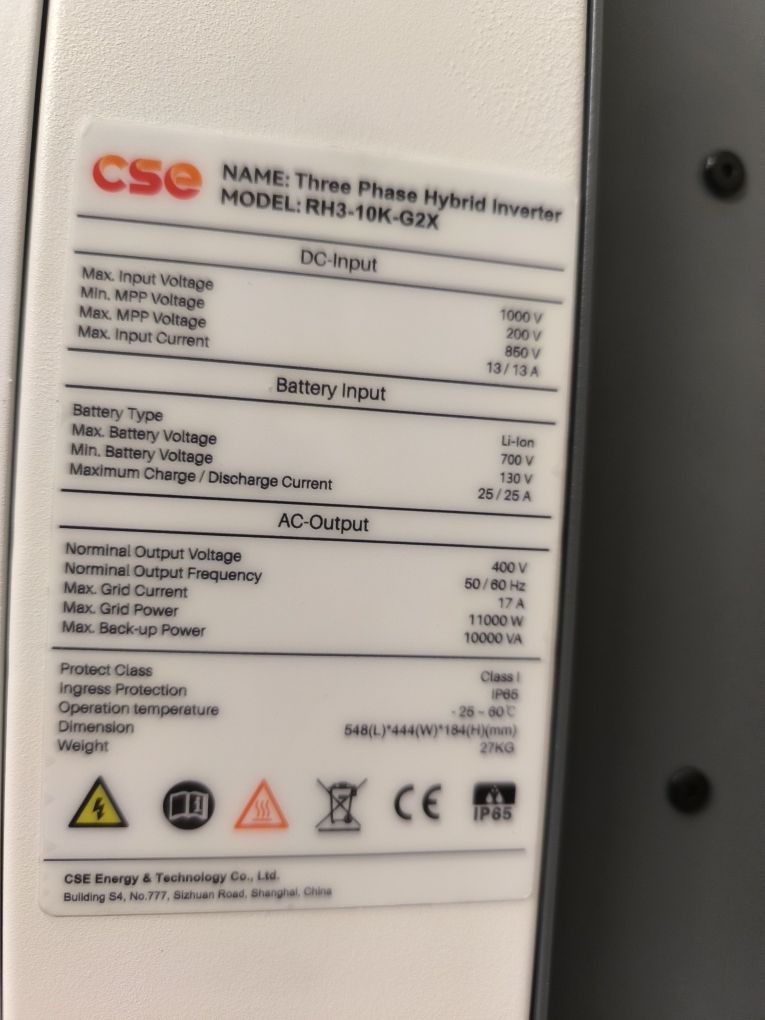 cse
NAME: Three Phase Hybrid Inverter
MODEL: RH3-10K-G2X
DC-Input
Max. Input Voltage 1000 V
Min. MPP Voltage 200 V
Max. MPP Voltage 850 V
Max. Input Current 13 / 13 A
Battery Input
Battery Type Li-Ion
Max. Battery Voltage 700 V
Min. Battery Voltage 130 V
Maximum Charge / Discharge Current 25 / 25 A
AC-Output
Norminal Output Voltage 400 V
Norminal Output Frequency 50 / 60 Hz
Max. Grid Current 17 A
Max. Grid Power 11000 W
Max. Back-up Power 10000 VA
Protect Class Class I
Ingress Protection IP65
Operation temperature - 25 ~ 60℃
Dimension 548(L)*444(W)*184(H)(mm)
Weight 27KG
CE
IP65
CSE Energy & Technology Co., Ltd.
Building S4, No.777, Sizhuan Road, Shanghai, China